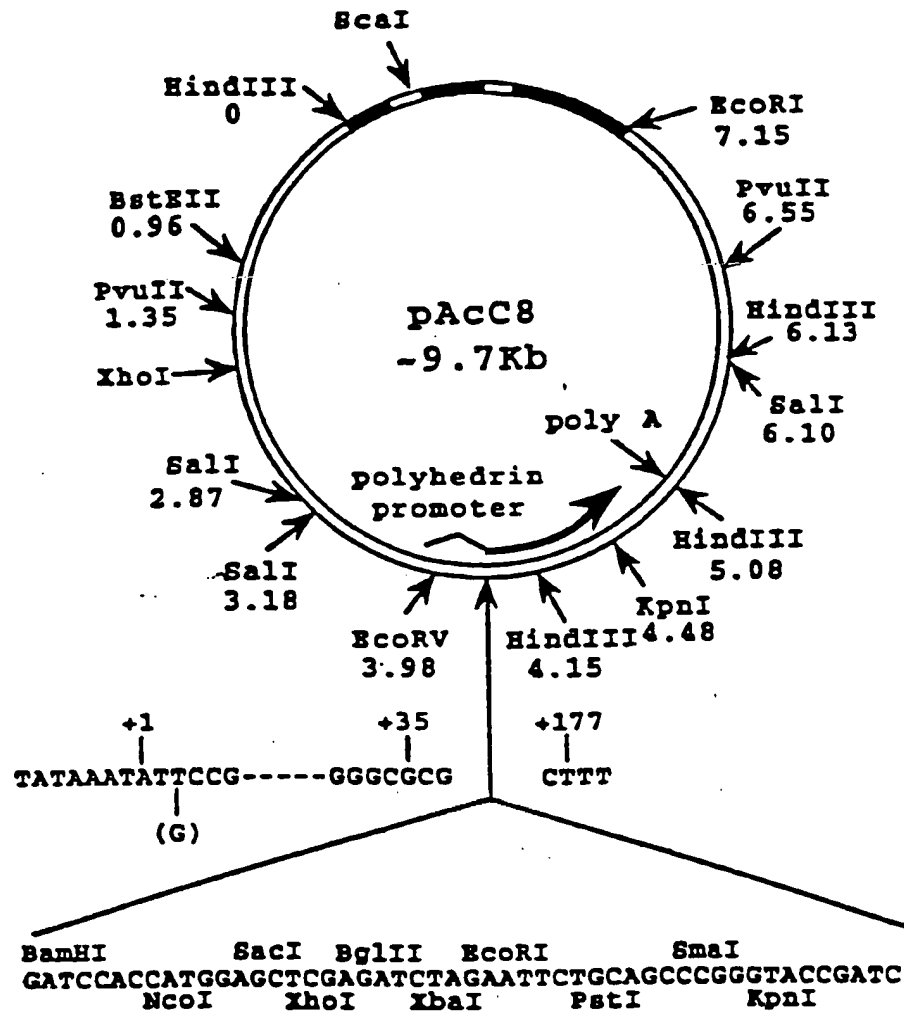 ScaI
HindIII
0
EcoRI
7.15
BstEII
0.96
PvuII
6.55
PvuII
1.35
pAcC8
~9.7Kb
HindIII
6.13
XhoI
SalI
6.10
poly A
SalI
2.87
polyhedrin
promoter
HindIII
5.08
SalI
3.18
KpnI
4.48
EcoRV
3.98
HindIII
4.15
+1 +35 +177
TATAAATATTCCG-----GGGCGCG CTTT
(G)
BamHI SacI BglII EcoRI SmaI
GATCCACCATGGAGCTCGAGATCTAGAATTCTGCAGCCCGGGTACCGATC
NcoI XhoI XbaI PstI KpnI